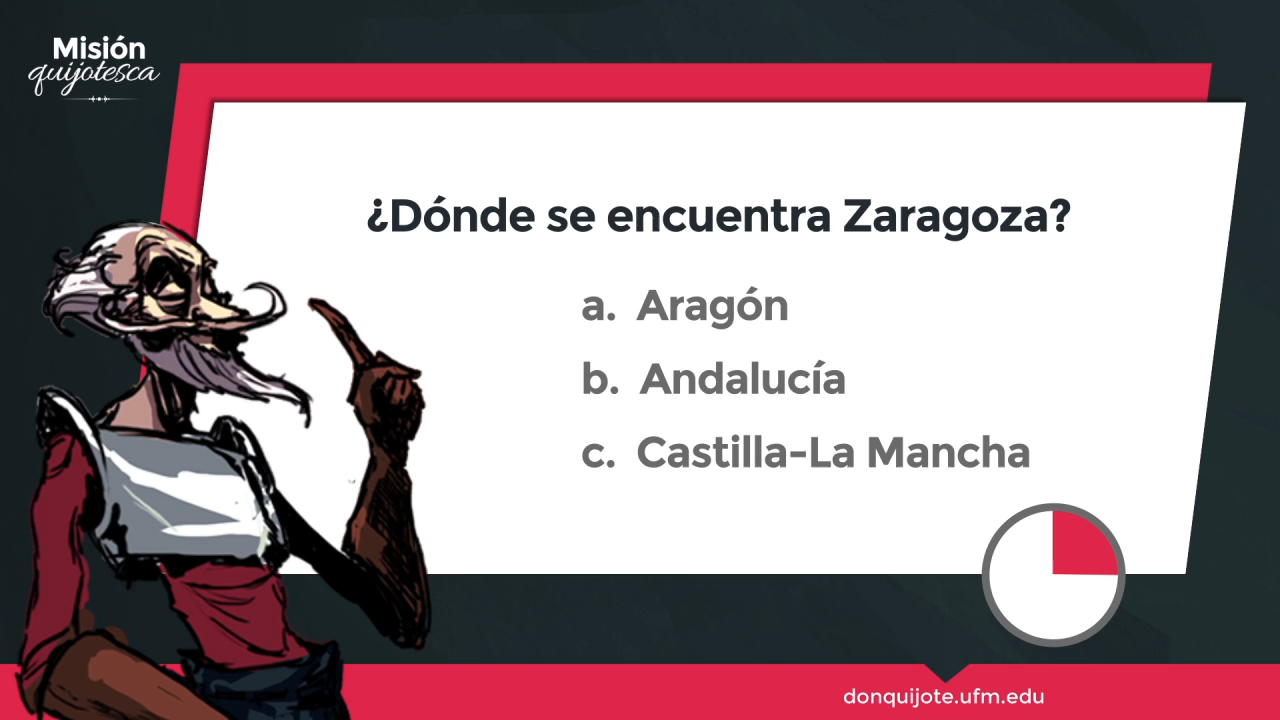 Misión
quijotesca
¿Dónde se encuentra Zaragoza?
a. Aragón
b. Andalucía
c. Castilla-La Mancha
donquijote.ufm.edu